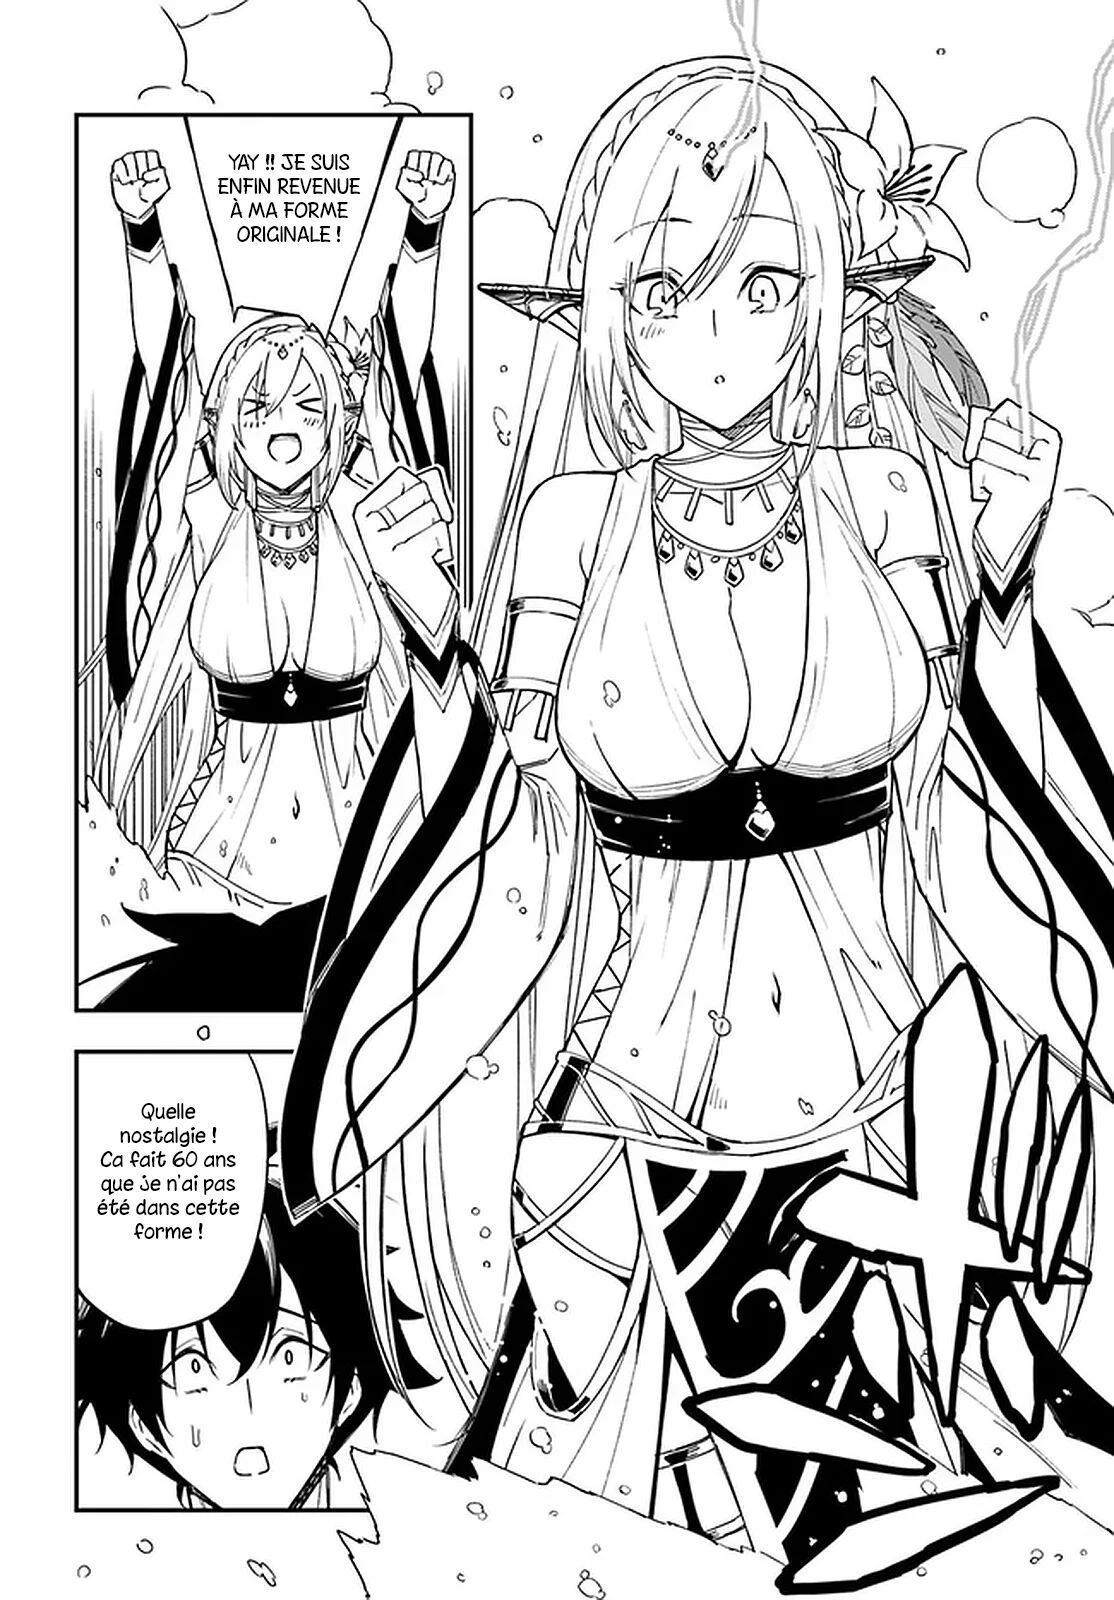 YAY !! JE SUIS
ENFIN REVENUE
À MA FORME
ORIGINALE !
Quelle
nostalgie !
Ca fait 60 ans
que je n'ai pas
été dans cette
forme !